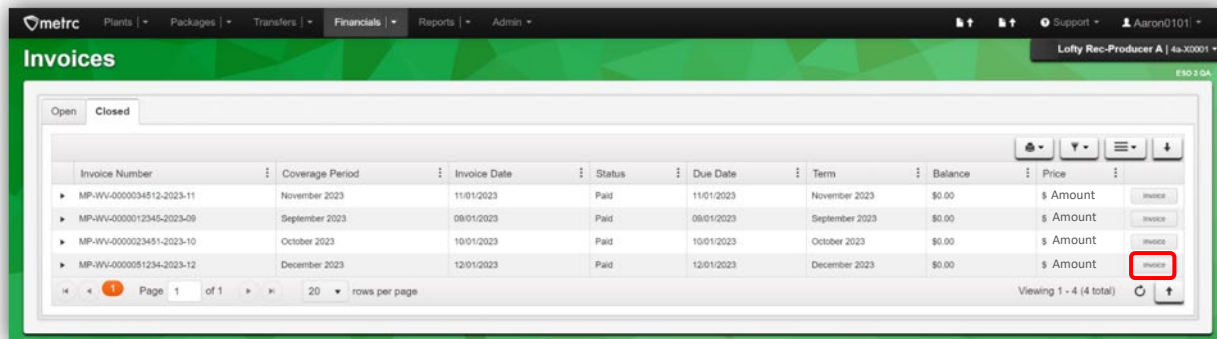 metrc Plants Packages Transfers Financials Reports Admin Support Aaron0101
Invoices Lofty Rec-Producer A | 4a-X0001
ESO 3 QA
Open Closed
Invoice Number Coverage Period Invoice Date Status Due Date Term Balance Price
MP-WV-0000034512-2023-11 November 2023 11/01/2023 Paid 11/01/2023 November 2023 $0.00 $ Amount Invoice
MP-WV-0000012345-2023-09 September 2023 09/01/2023 Paid 09/01/2023 September 2023 $0.00 $ Amount Invoice
MP-WV-0000023451-2023-10 October 2023 10/01/2023 Paid 10/01/2023 October 2023 $0.00 $ Amount Invoice
MP-WV-0000051234-2023-12 December 2023 12/01/2023 Paid 12/01/2023 December 2023 $0.00 $ Amount Invoice
1 Page 1 of 1 20 rows per page Viewing 1 - 4 (4 total)